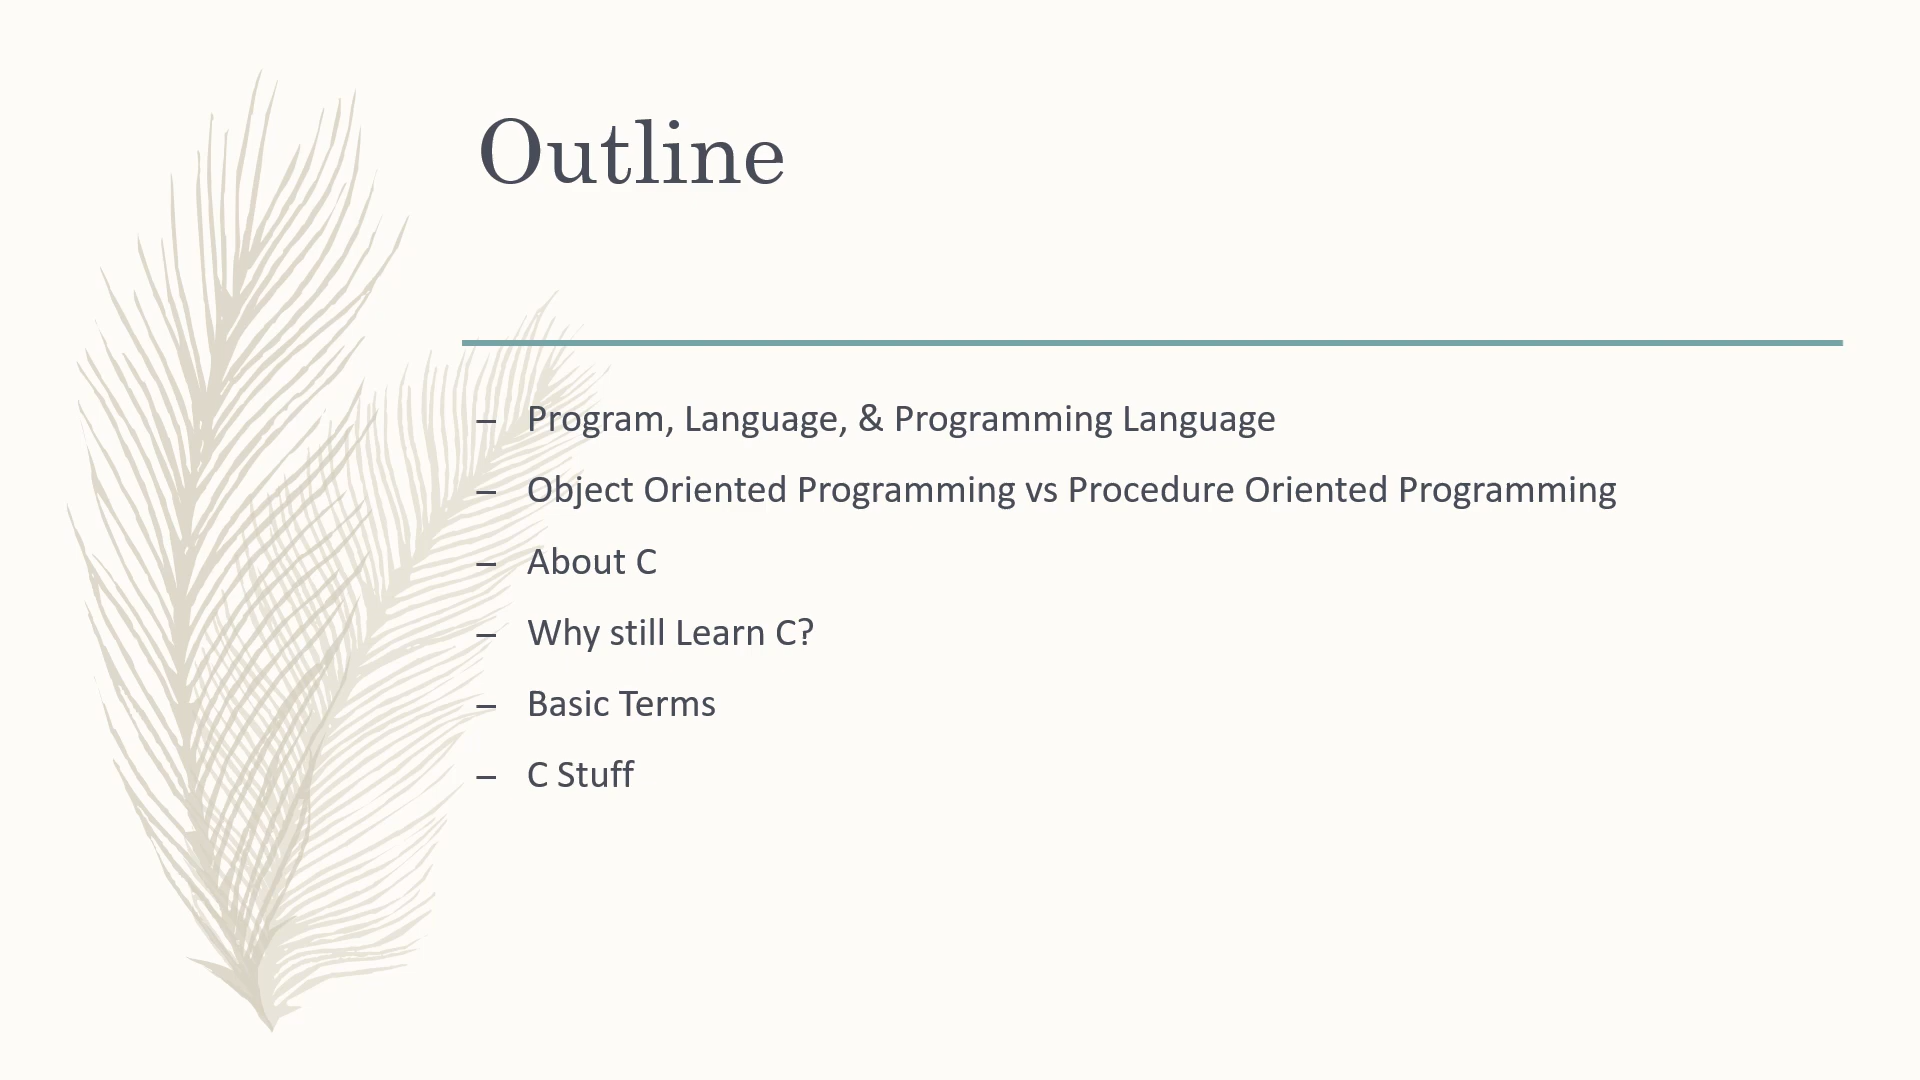 Outline
– Program, Language, & Programming Language
– Object Oriented Programming vs Procedure Oriented Programming
– About C
– Why still Learn C?
– Basic Terms
– C Stuff